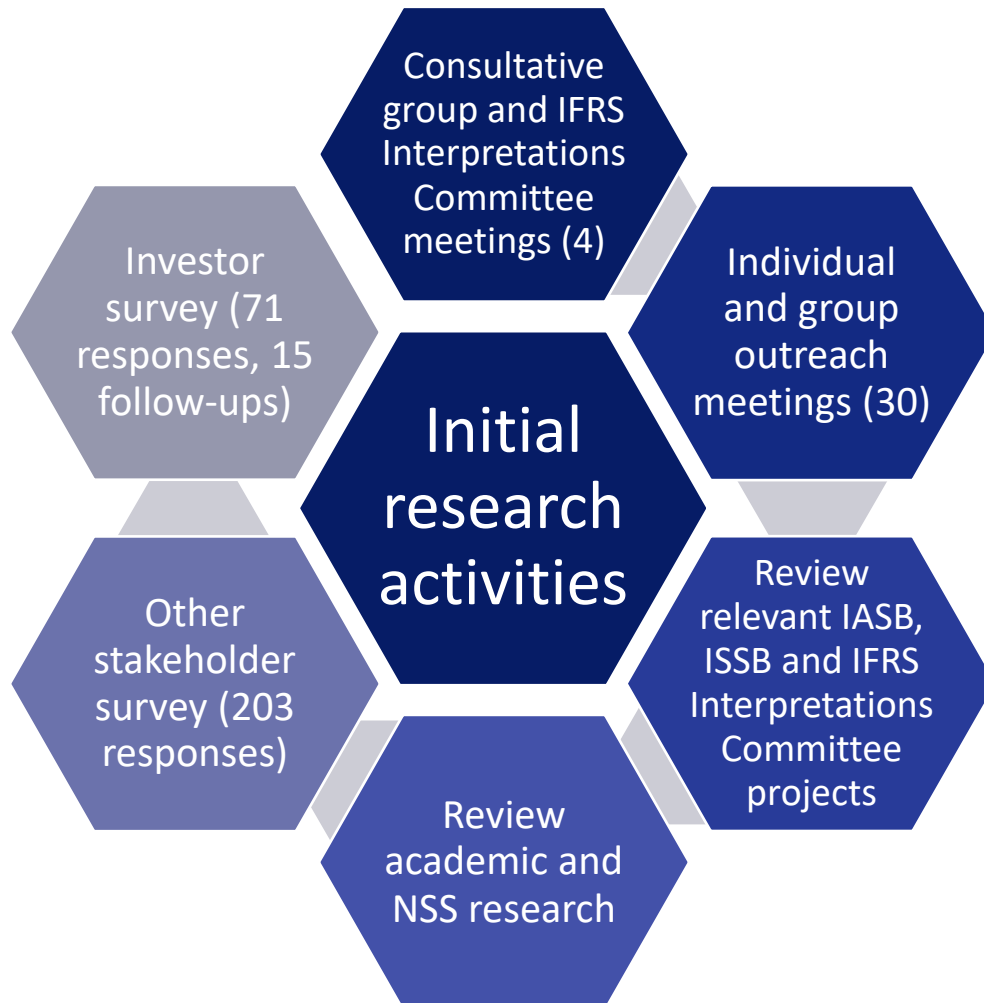 Consultative
group and IFRS
Interpretations
Committee
meetings (4)
Individual
and group
outreach
meetings (30)
Review
relevant IASB,
ISSB and IFRS
Interpretations
Committee
projects
Review
academic and
NSS research
Other
stakeholder
survey (203
responses)
Investor
survey (71
responses, 15
follow-ups)
Initial
research
activities